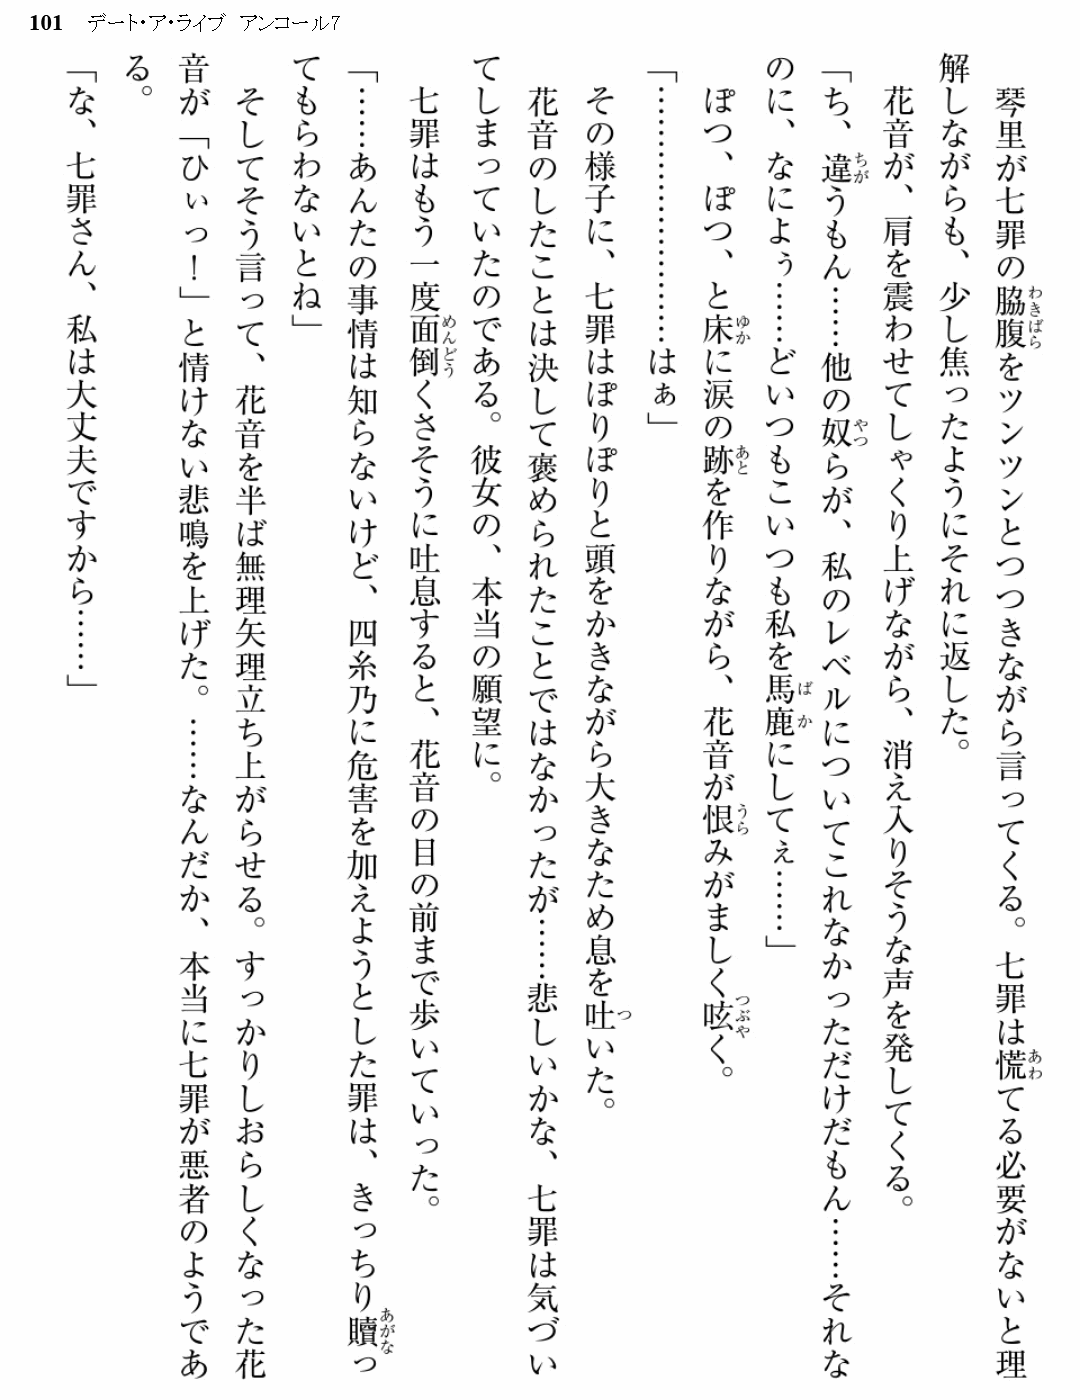 101 デート・ア・ライブ アンコール7
琴里が七罪の脇腹をツンツンとつつきながら言ってくる。七罪は慌てる必要がないと理
解しながらも、少し焦ったようにそれに返した。
花音が、肩を震わせてしゃくり上げながら、消え入りそうな声を発してくる。
「ち、違うもん……他の奴らが、私のレベルについてこれなかっただけだもん……それな
のに、なによぅ……どいつもこいつも私を馬鹿にしてぇ……」
ぽつ、ぽつ、と床に涙の跡を作りながら、花音が恨みがましく呟く。
「……………………はぁ」
その様子に、七罪はぽりぽりと頭をかきながら大きなため息を吐いた。
花音のしたことは決して褒められたことではなかったが……悲しいかな、七罪は気づい
てしまっていたのである。彼女の、本当の願望に。
七罪はもう一度面倒くさそうに吐息すると、花音の目の前まで歩いていった。
「……あんたの事情は知らないけど、四糸乃に危害を加えようとした罪は、きっちり贖っ
てもらわないとね」
そしてそう言って、花音を半ば無理矢理立ち上がらせる。すっかりしおらしくなった花
音が「ひぃっ！」と情けない悲鳴を上げた。……なんだか、本当に七罪が悪者のようであ
る。
「な、七罪さん、私は大丈夫ですから……」